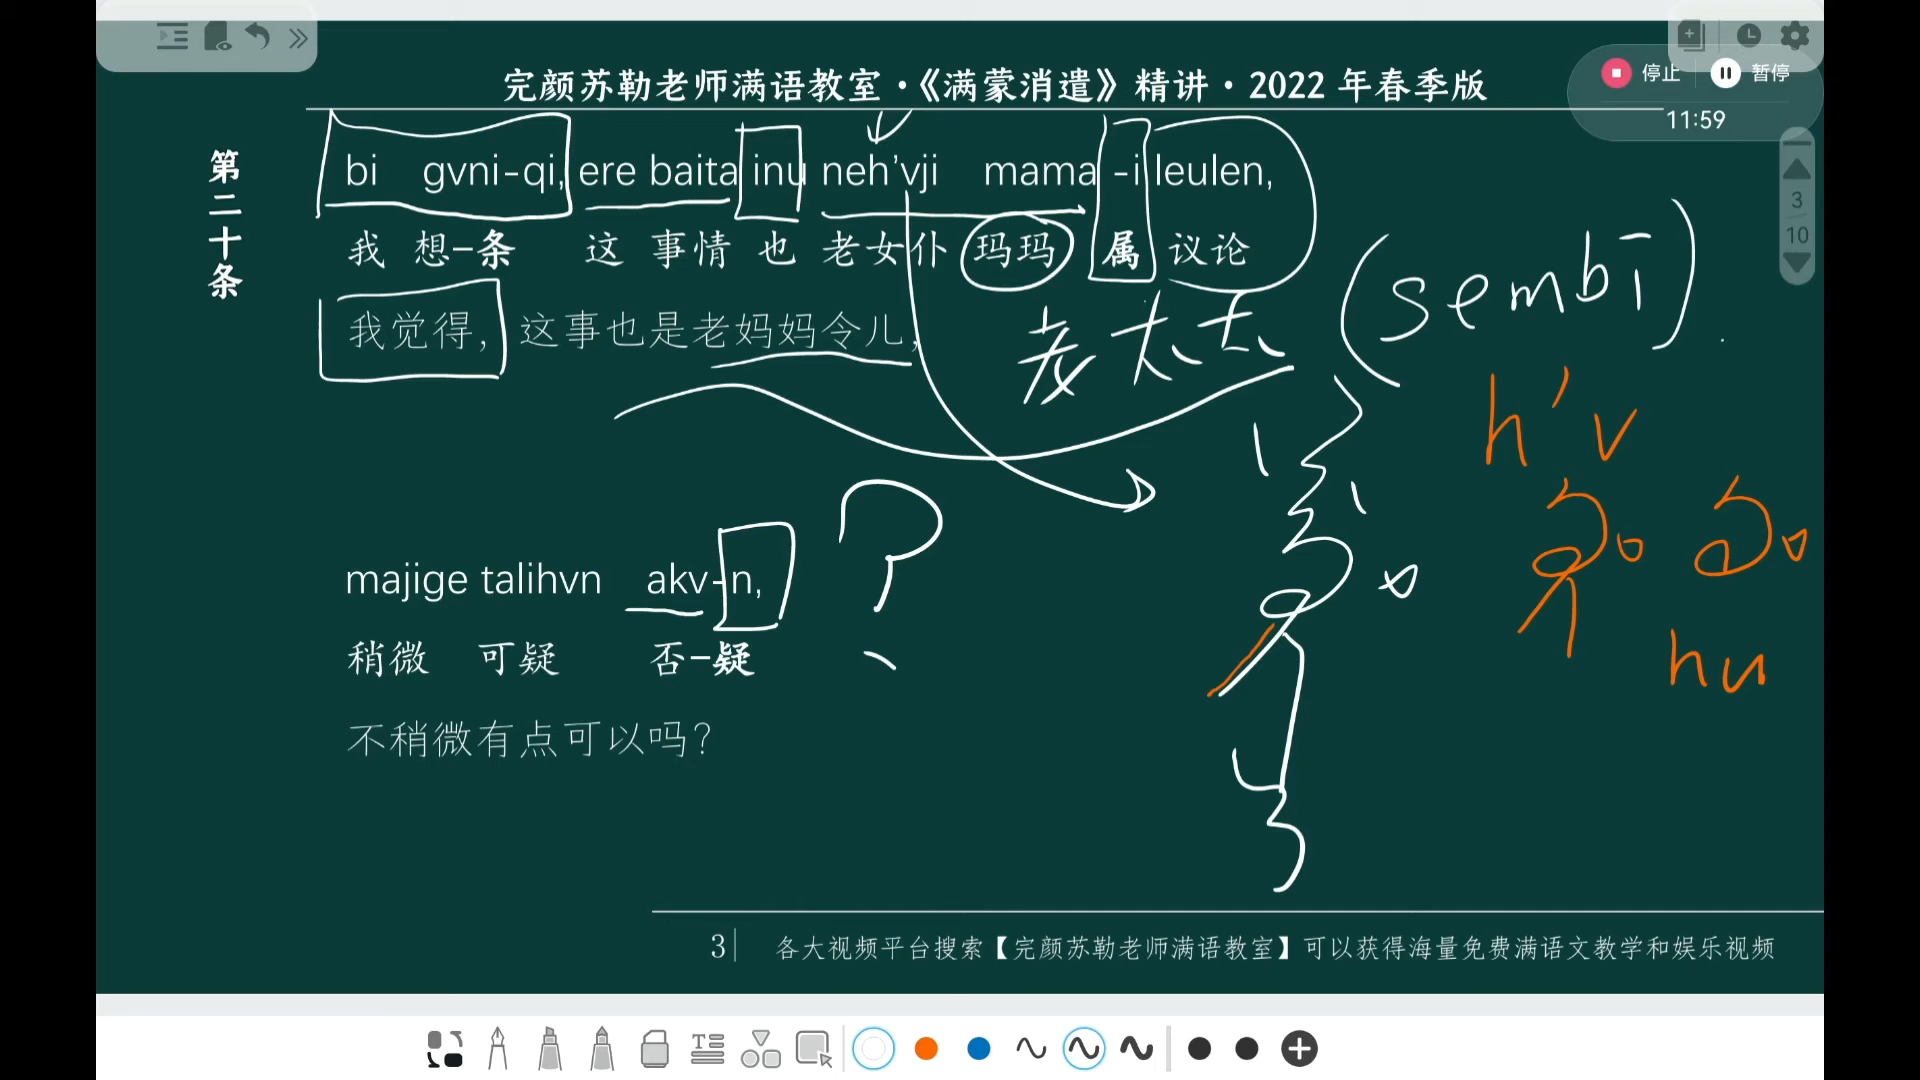 停止 暂停
11:59
完颜苏勒老师满语教室·《满蒙消遣》精讲·2022 年春季版
第二十条
bi gvni-qi, ere baita inu neh'vji mama -i leulen,
我 想-条 这 事情 也 老女仆 玛玛 属 议论
(sembi)
我觉得, 这事也是老妈妈令儿,
老太太
h'v
hu
majige talihvn akv-n, ?
稍微 可疑 否-疑
不稍微有点可以吗?
3
10
3 各大视频平台搜索【完颜苏勒老师满语教室】可以获得海量免费满语文教学和娱乐视频